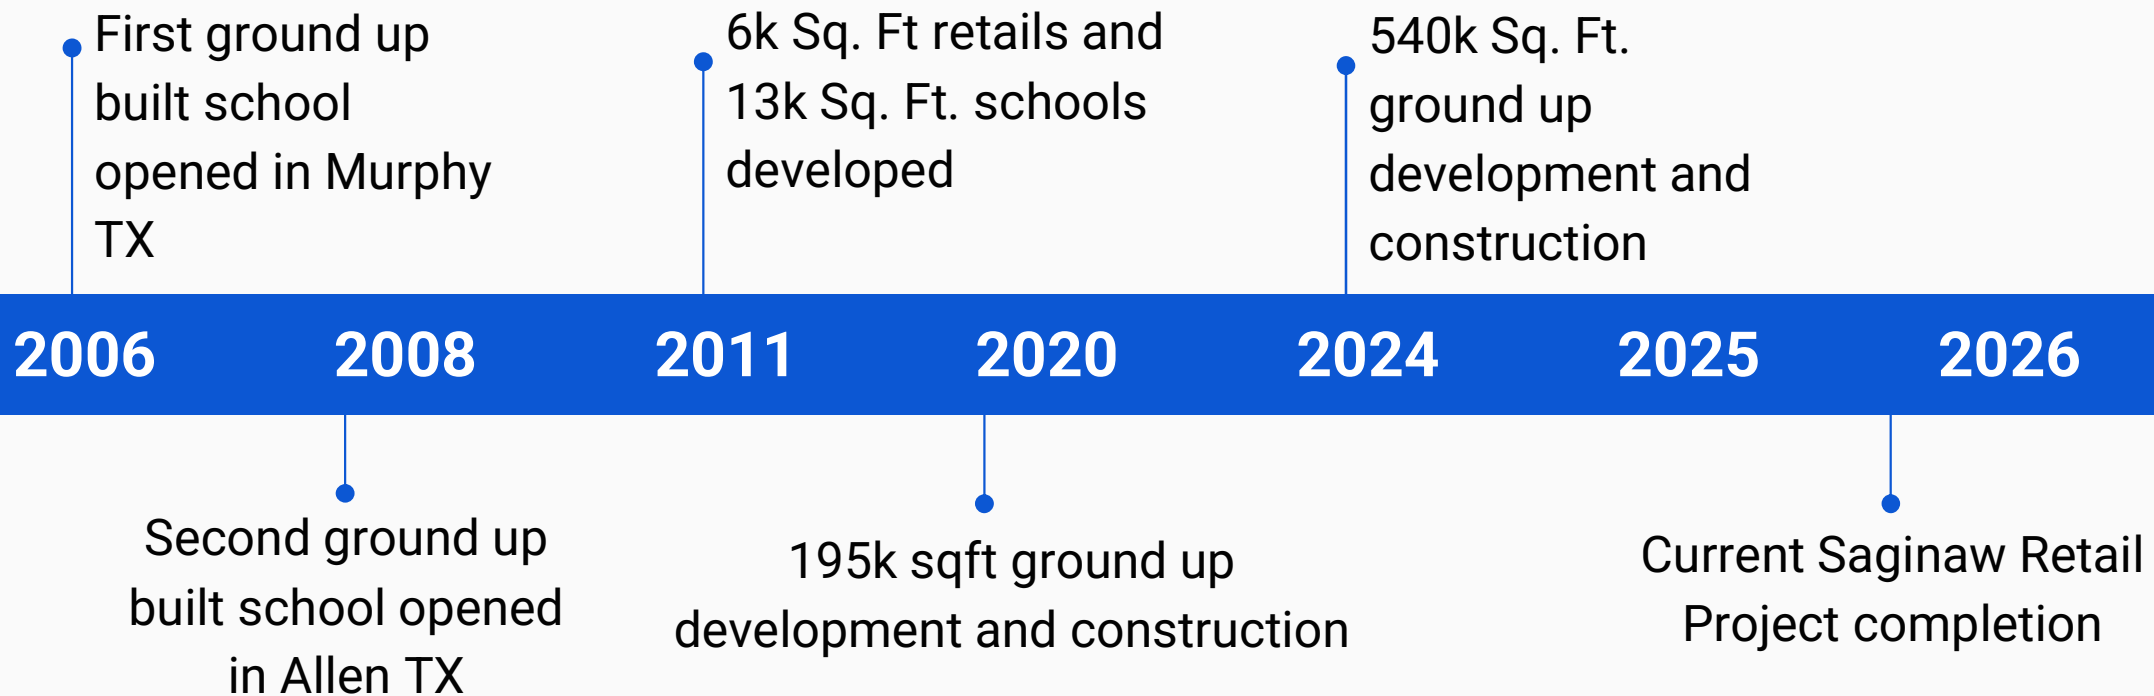 First ground up
built school
opened in Murphy
TX
6k Sq. Ft retails and
13k Sq. Ft. schools
developed
540k Sq. Ft.
ground up
development and
construction
2006 2008 2011 2020 2024 2025 2026
Second ground up
built school opened
in Allen TX
195k sqft ground up
development and construction
Current Saginaw Retail
Project completion